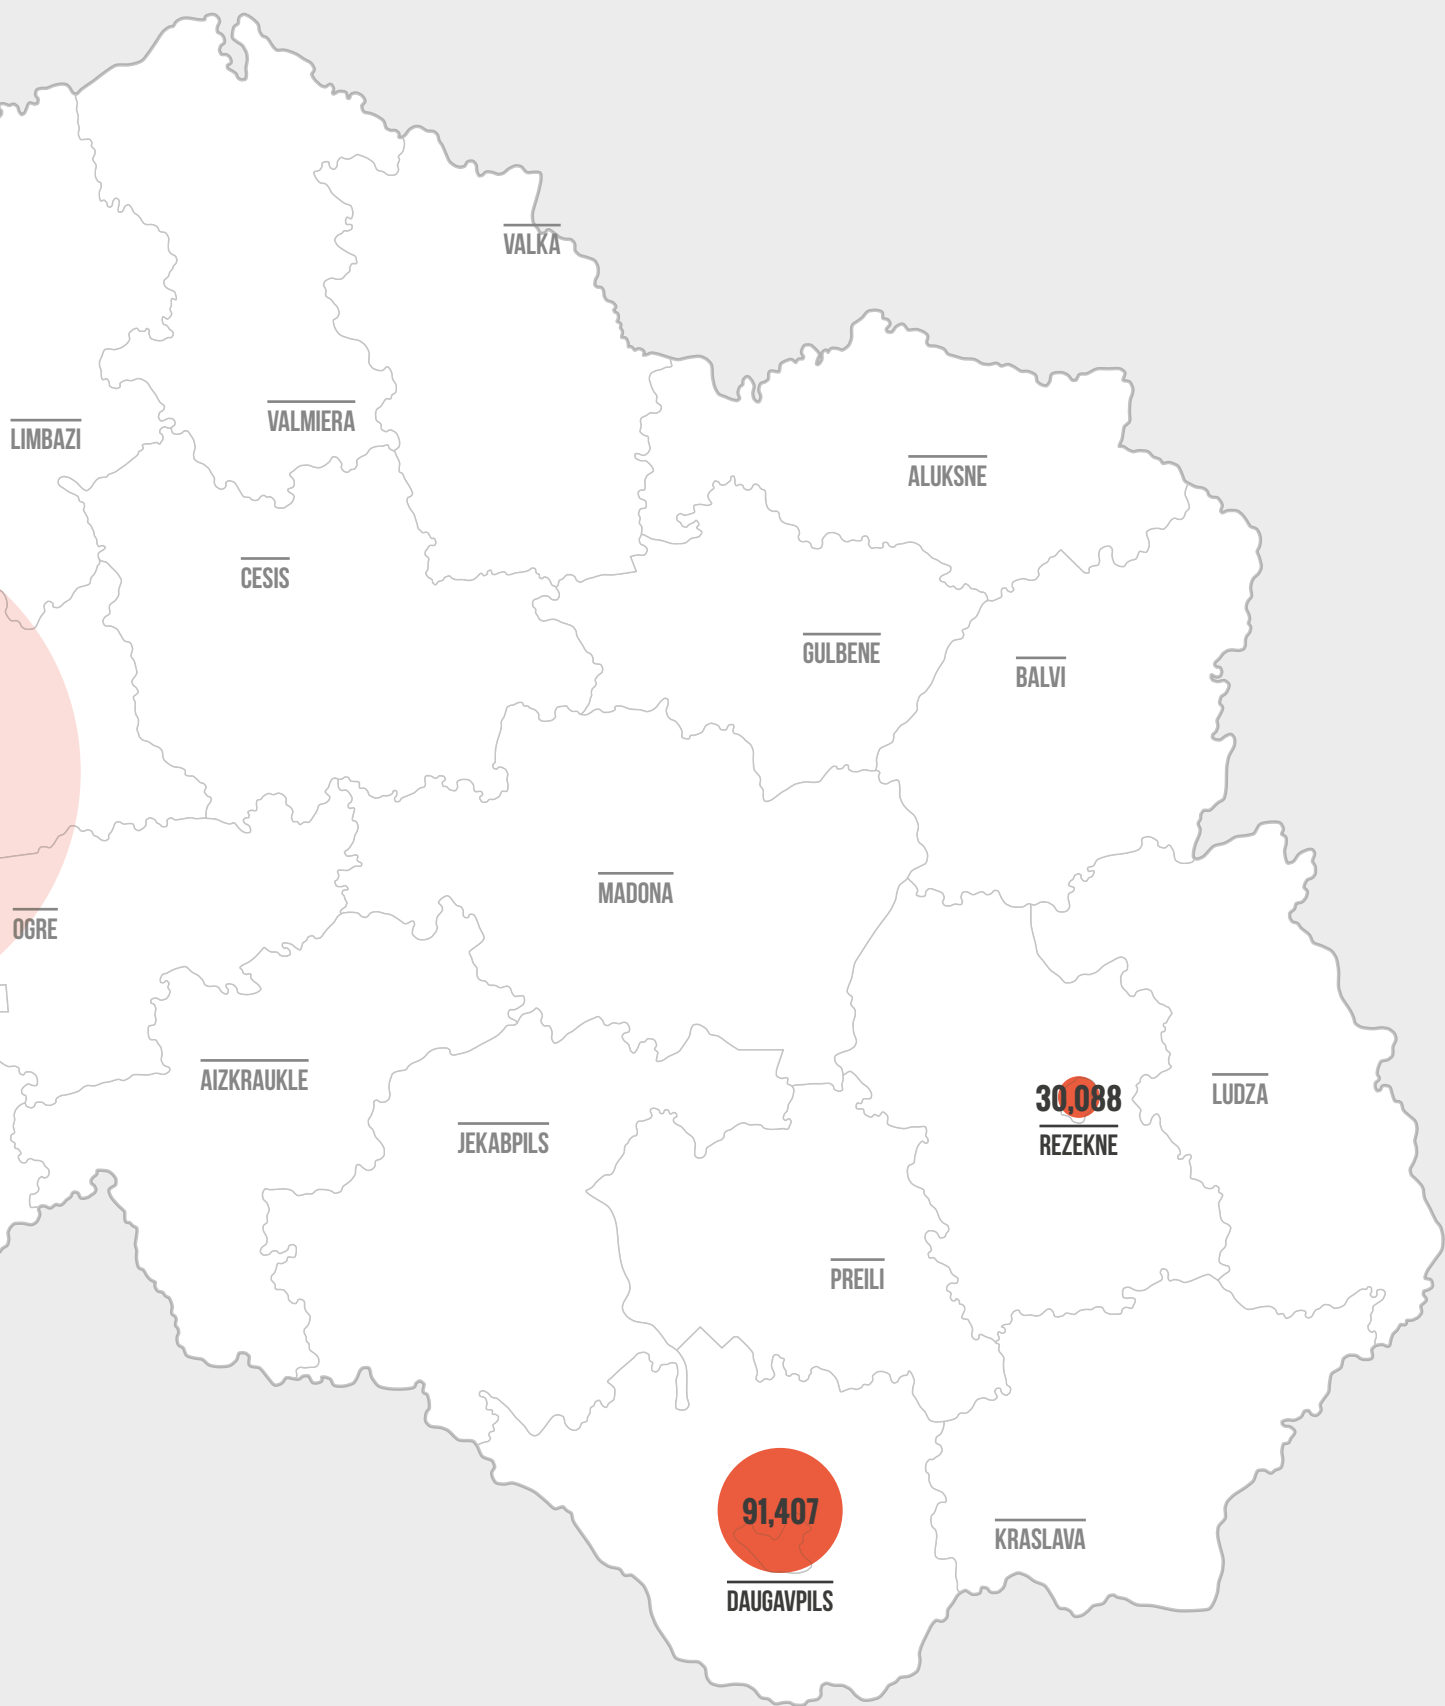 VALKA
VALMIERA
LIMBAZI
ALUKSNE
CESIS
GULBENE
BALVI
MADONA
OGRE
AIZKRAUKLE
LUDZA
30,088
REZEKNE
JEKABPILS
PREILI
91,407
KRASLAVA
DAUGAVPILS